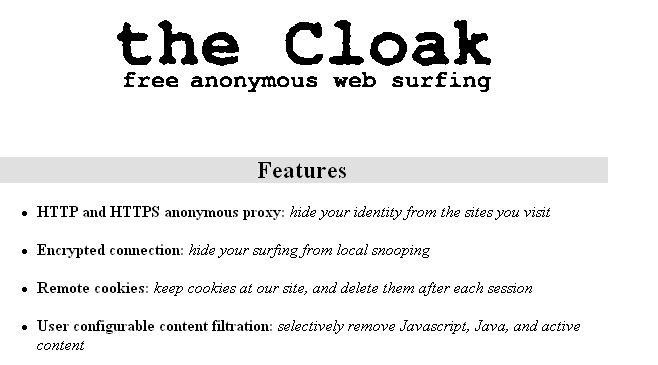 the Cloak
free anonymous web surfing
Features
• HTTP and HTTPS anonymous proxy: hide your identity from the sites you visit
• Encrypted connection: hide your surfing from local snooping
• Remote cookies: keep cookies at our site, and delete them after each session
• User configurable content filtration: selectively remove Javascript, Java, and active
content